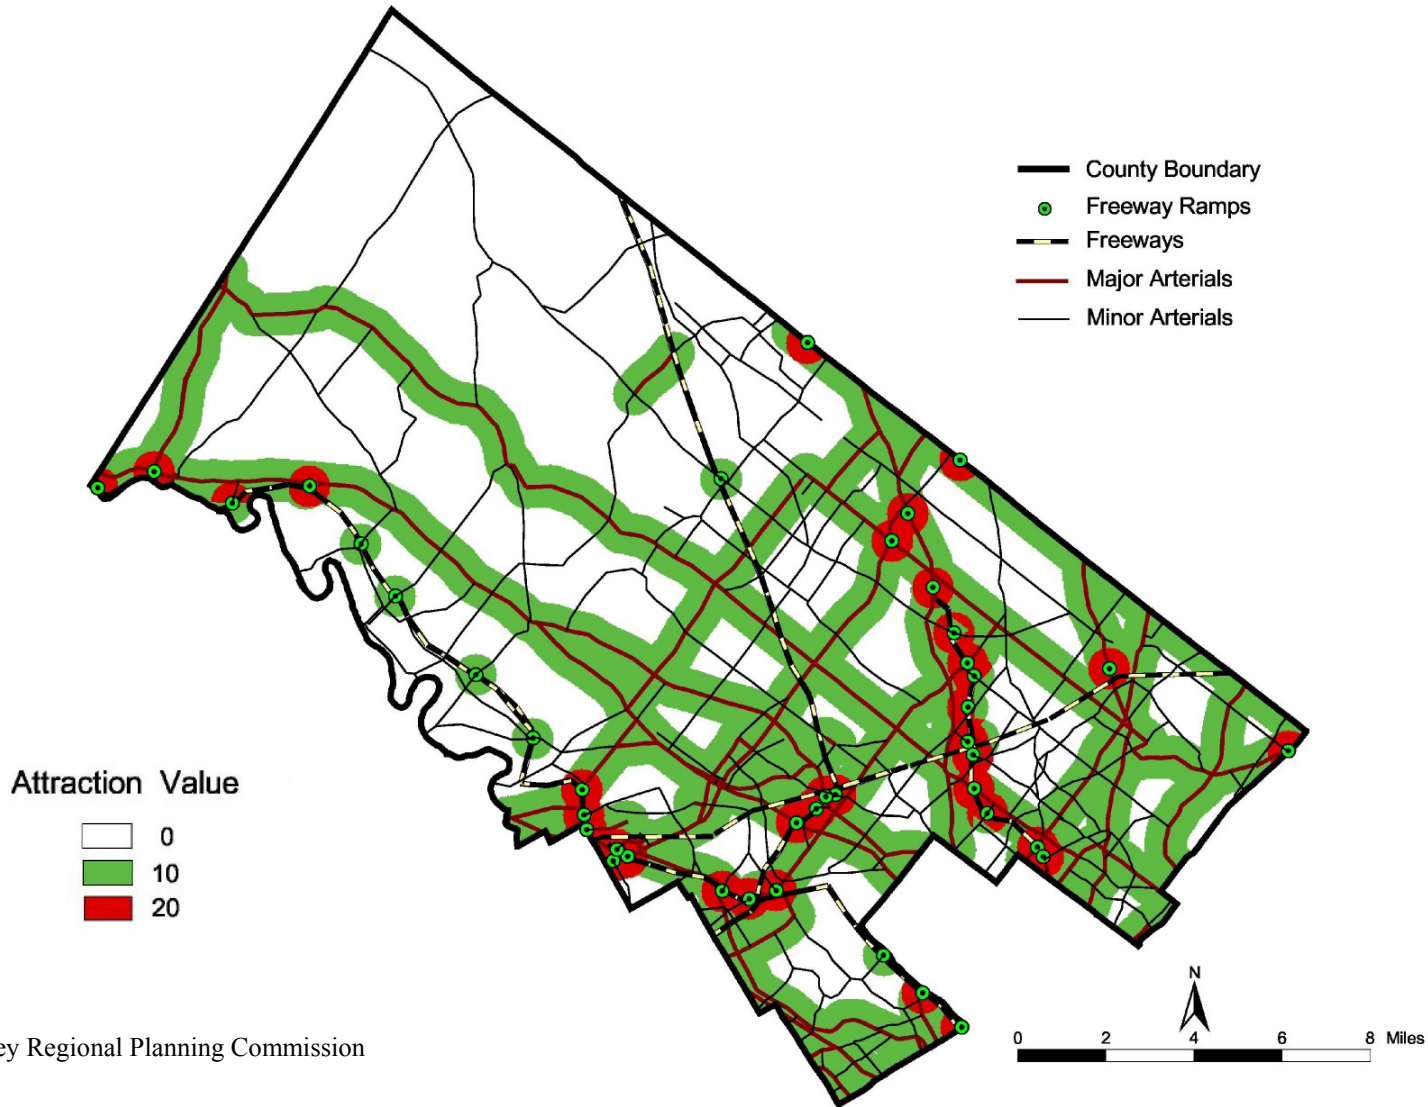 County Boundary
Freeway Ramps
Freeways
Major Arterials
Minor Arterials
Attraction Value
0
10
20
N
0 2 4 6 8 Miles
ey Regional Planning Commission